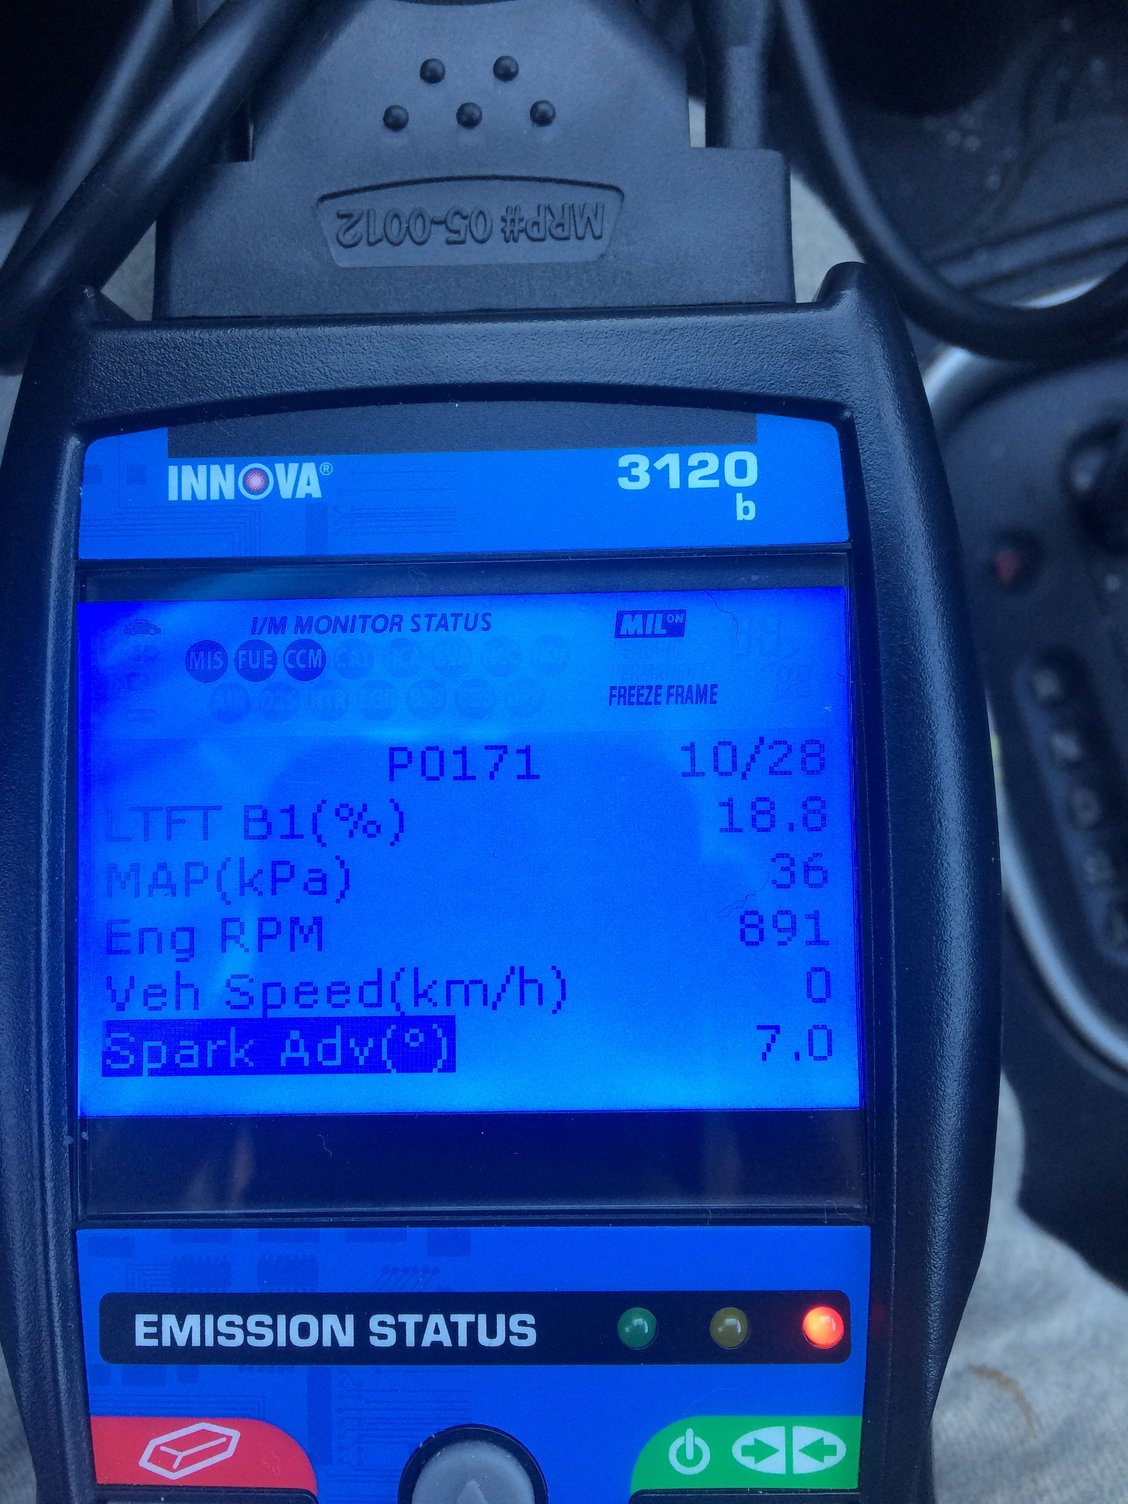 MRP# 05-0012
INNOVA® 3120
b
I/M MONITOR STATUS MIL ON
MIS FUE CCM
FREEZE FRAME
P0171 10/28
LTFT B1(%) 18.8
MAP(kPa) 36
Eng RPM 891
Veh Speed(km/h) 0
Spark Adv(°) 7.0
EMISSION STATUS